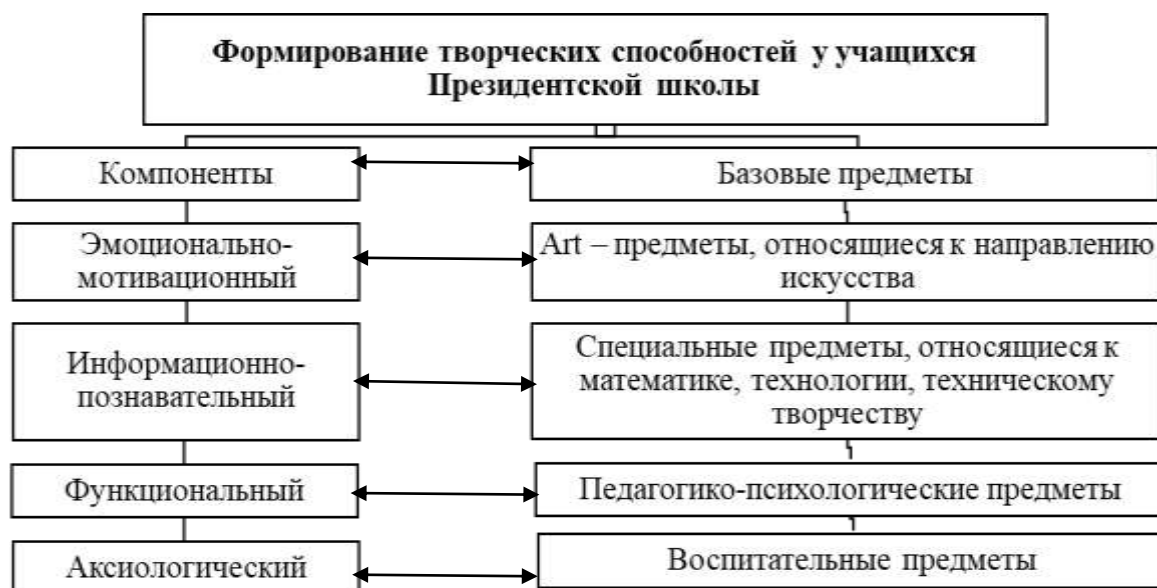 Формирование творческих способностей у учащихся
Президентской школы
Компоненты
Базовые предметы
Эмоционально-
мотивационный
Art – предметы, относящиеся к направлению
искусства
Информационно-
познавательный
Специальные предметы, относящиеся к
математике, технологии, техническому
творчеству
Функциональный
Педагогико-психологические предметы
Аксиологический
Воспитательные предметы